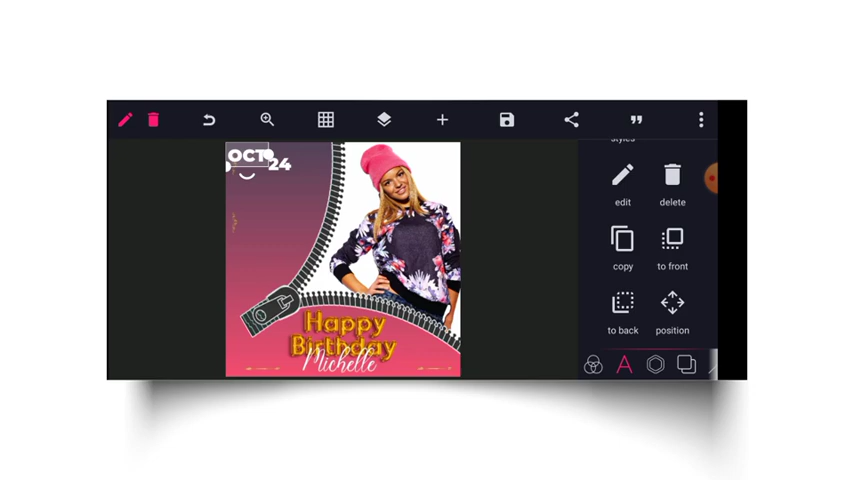 OCT
24
Happy
Birthday
Michelle
styles
edit
delete
copy
to front
to back
position